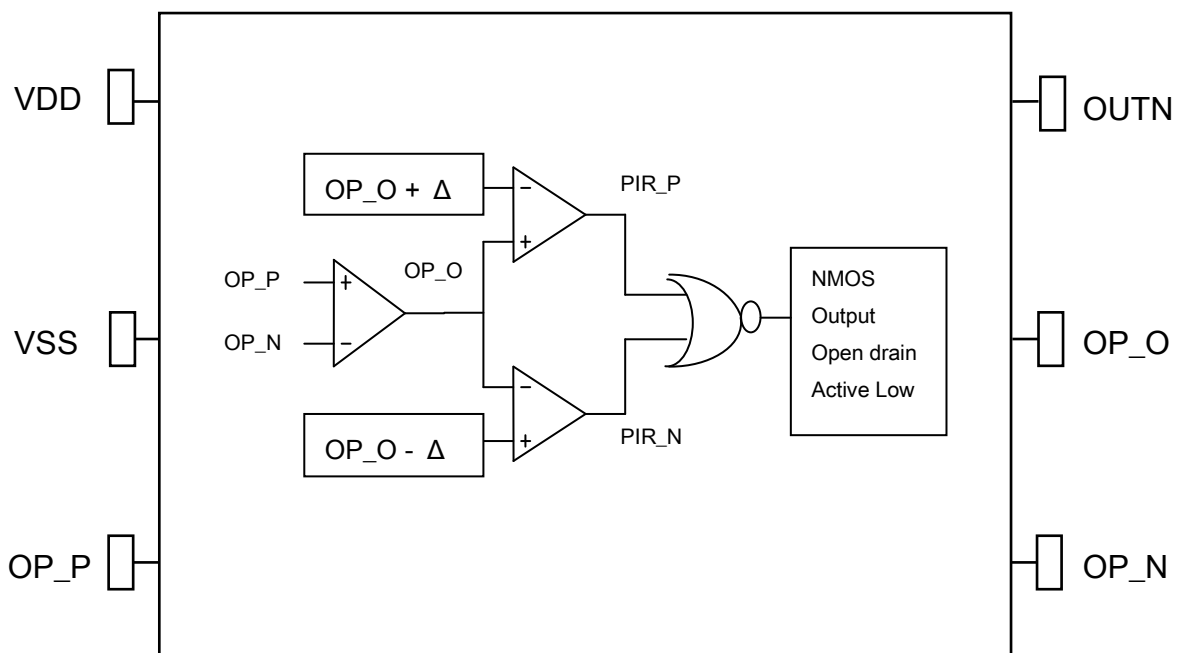 VDD
OUTN
OP_O + Δ
−
PIR_P
+
OP_P
+
OP_O
OP_N
−
NMOS
Output
Open drain
Active Low
VSS
OP_O
−
OP_O - Δ
+
PIR_N
OP_P
OP_N